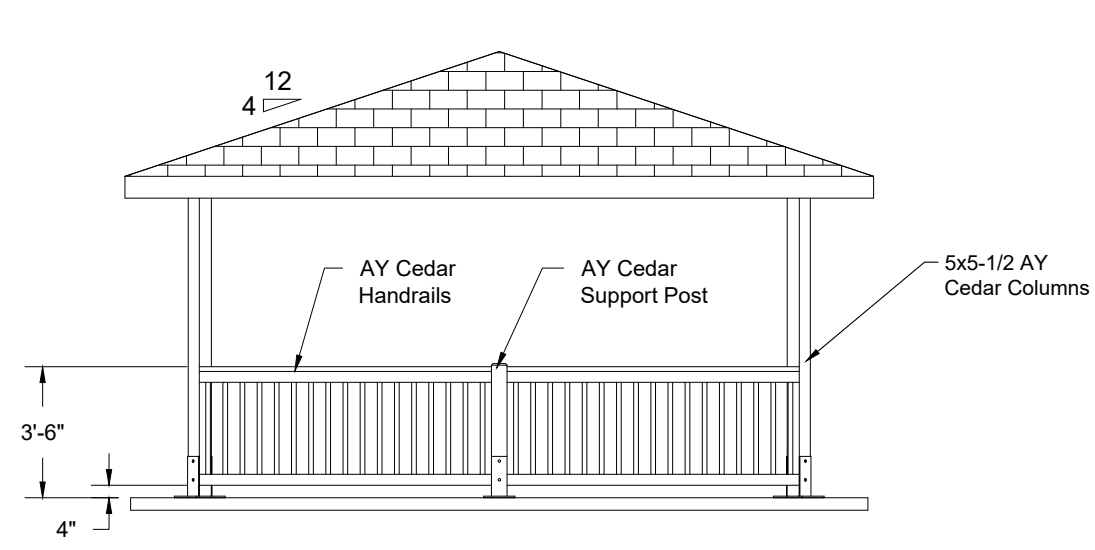 12
4
AY Cedar
Handrails
AY Cedar
Support Post
5x5-1/2 AY
Cedar Columns
3'-6"
4"